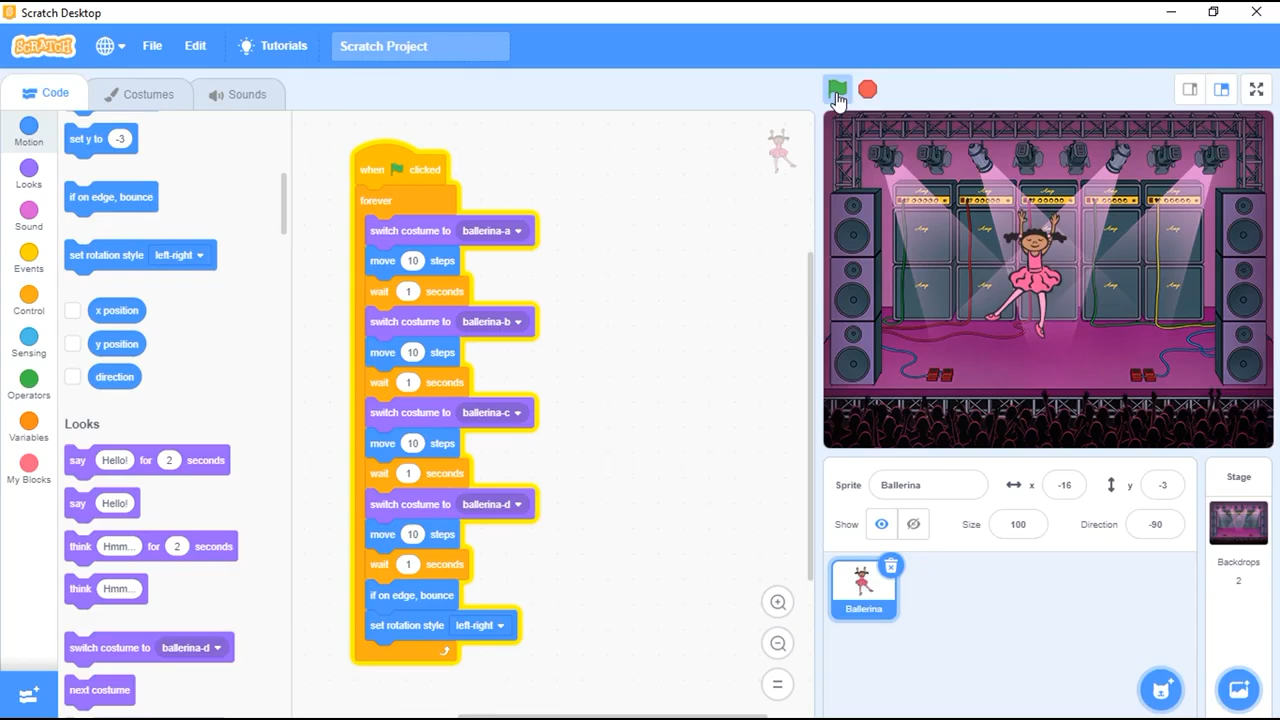 Scratch Desktop
SCRATCH File Edit Tutorials Scratch Project
Code Costumes Sounds
Motion
Looks
Sound
Events
Control
Sensing
Operators
Variables
My Blocks
set y to -3
if on edge, bounce
set rotation style left-right
x position
y position
direction
Looks
say Hello! for 2 seconds
say Hello!
think Hmm... for 2 seconds
think Hmm...
switch costume to ballerina-d
next costume
when clicked
forever
switch costume to ballerina-a
move 10 steps
wait 1 seconds
switch costume to ballerina-b
move 10 steps
wait 1 seconds
switch costume to ballerina-c
move 10 steps
wait 1 seconds
switch costume to ballerina-d
move 10 steps
wait 1 seconds
if on edge, bounce
set rotation style left-right
Amp Amp Amp Amp Amp
Sprite Ballerina x -16 y -3
Show Size 100 Direction -90
Ballerina
Stage
Backdrops
2